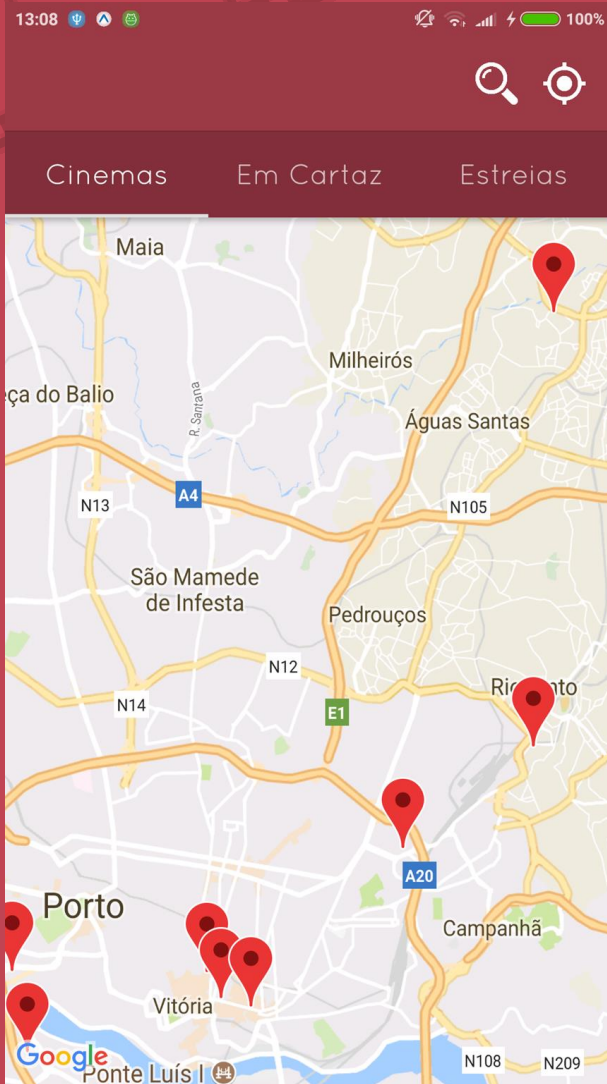 13:08
100%
Cinemas
Em Cartaz
Estreias
Maia
Milheirós
ça do Balio
R. Santana
Águas Santas
A4
N13
N105
São Mamede
de Infesta
Pedrouços
N12
N14
E1
A20
Porto
Campanhã
Vitória
Google
Ponte Luís I
N108
N209